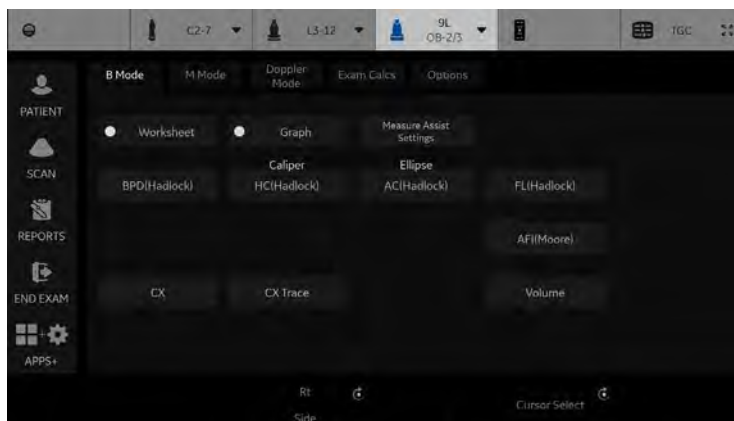 C2-7
L3-12
9L
OB-2/3
TGC
PATIENT
SCAN
REPORTS
END EXAM
APPS+
B Mode
M Mode
Doppler
Mode
Exam Calcs
Options
Worksheet
Graph
Measure Assist
Settings
Caliper
Ellipse
BPD(Hadlock)
HC(Hadlock)
AC(Hadlock)
FL(Hadlock)
AFI(Moore)
CX
CX Trace
Volume
Rt
Side
Cursor Select